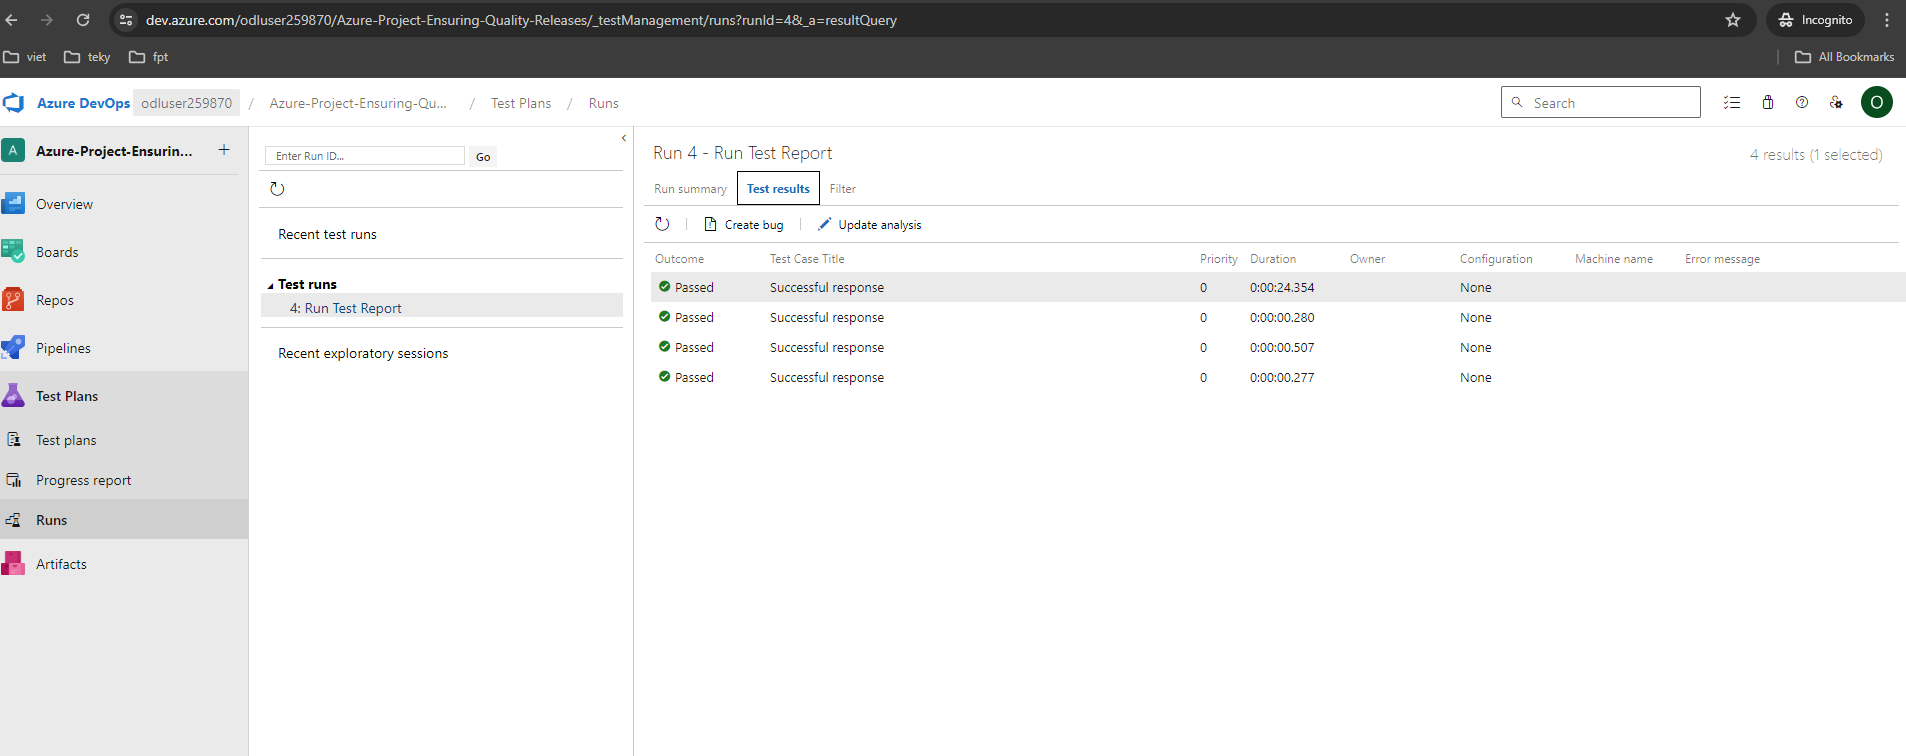 dev.azure.com/odluser259870/Azure-Project-Ensuring-Quality-Releases/_testManagement/runs?runId=4&_a=resultQuery
Incognito
viet
teky
fpt
All Bookmarks
Azure DevOps
odluser259870
/
Azure-Project-Ensuring-Qu...
/
Test Plans
/
Runs
Search
O
A
Azure-Project-Ensurin...
+
Overview
Boards
Repos
Pipelines
Test Plans
Test plans
Progress report
Runs
Artifacts
Enter Run ID...
Go
Recent test runs
Test runs
4: Run Test Report
Recent exploratory sessions
Run 4 - Run Test Report
4 results (1 selected)
Run summary
Test results
Filter
Create bug
Update analysis
Outcome Test Case Title Priority Duration Owner Configuration Machine name Error message
Passed Successful response 0 0:00:24.354 None
Passed Successful response 0 0:00:00.280 None
Passed Successful response 0 0:00:00.507 None
Passed Successful response 0 0:00:00.277 None